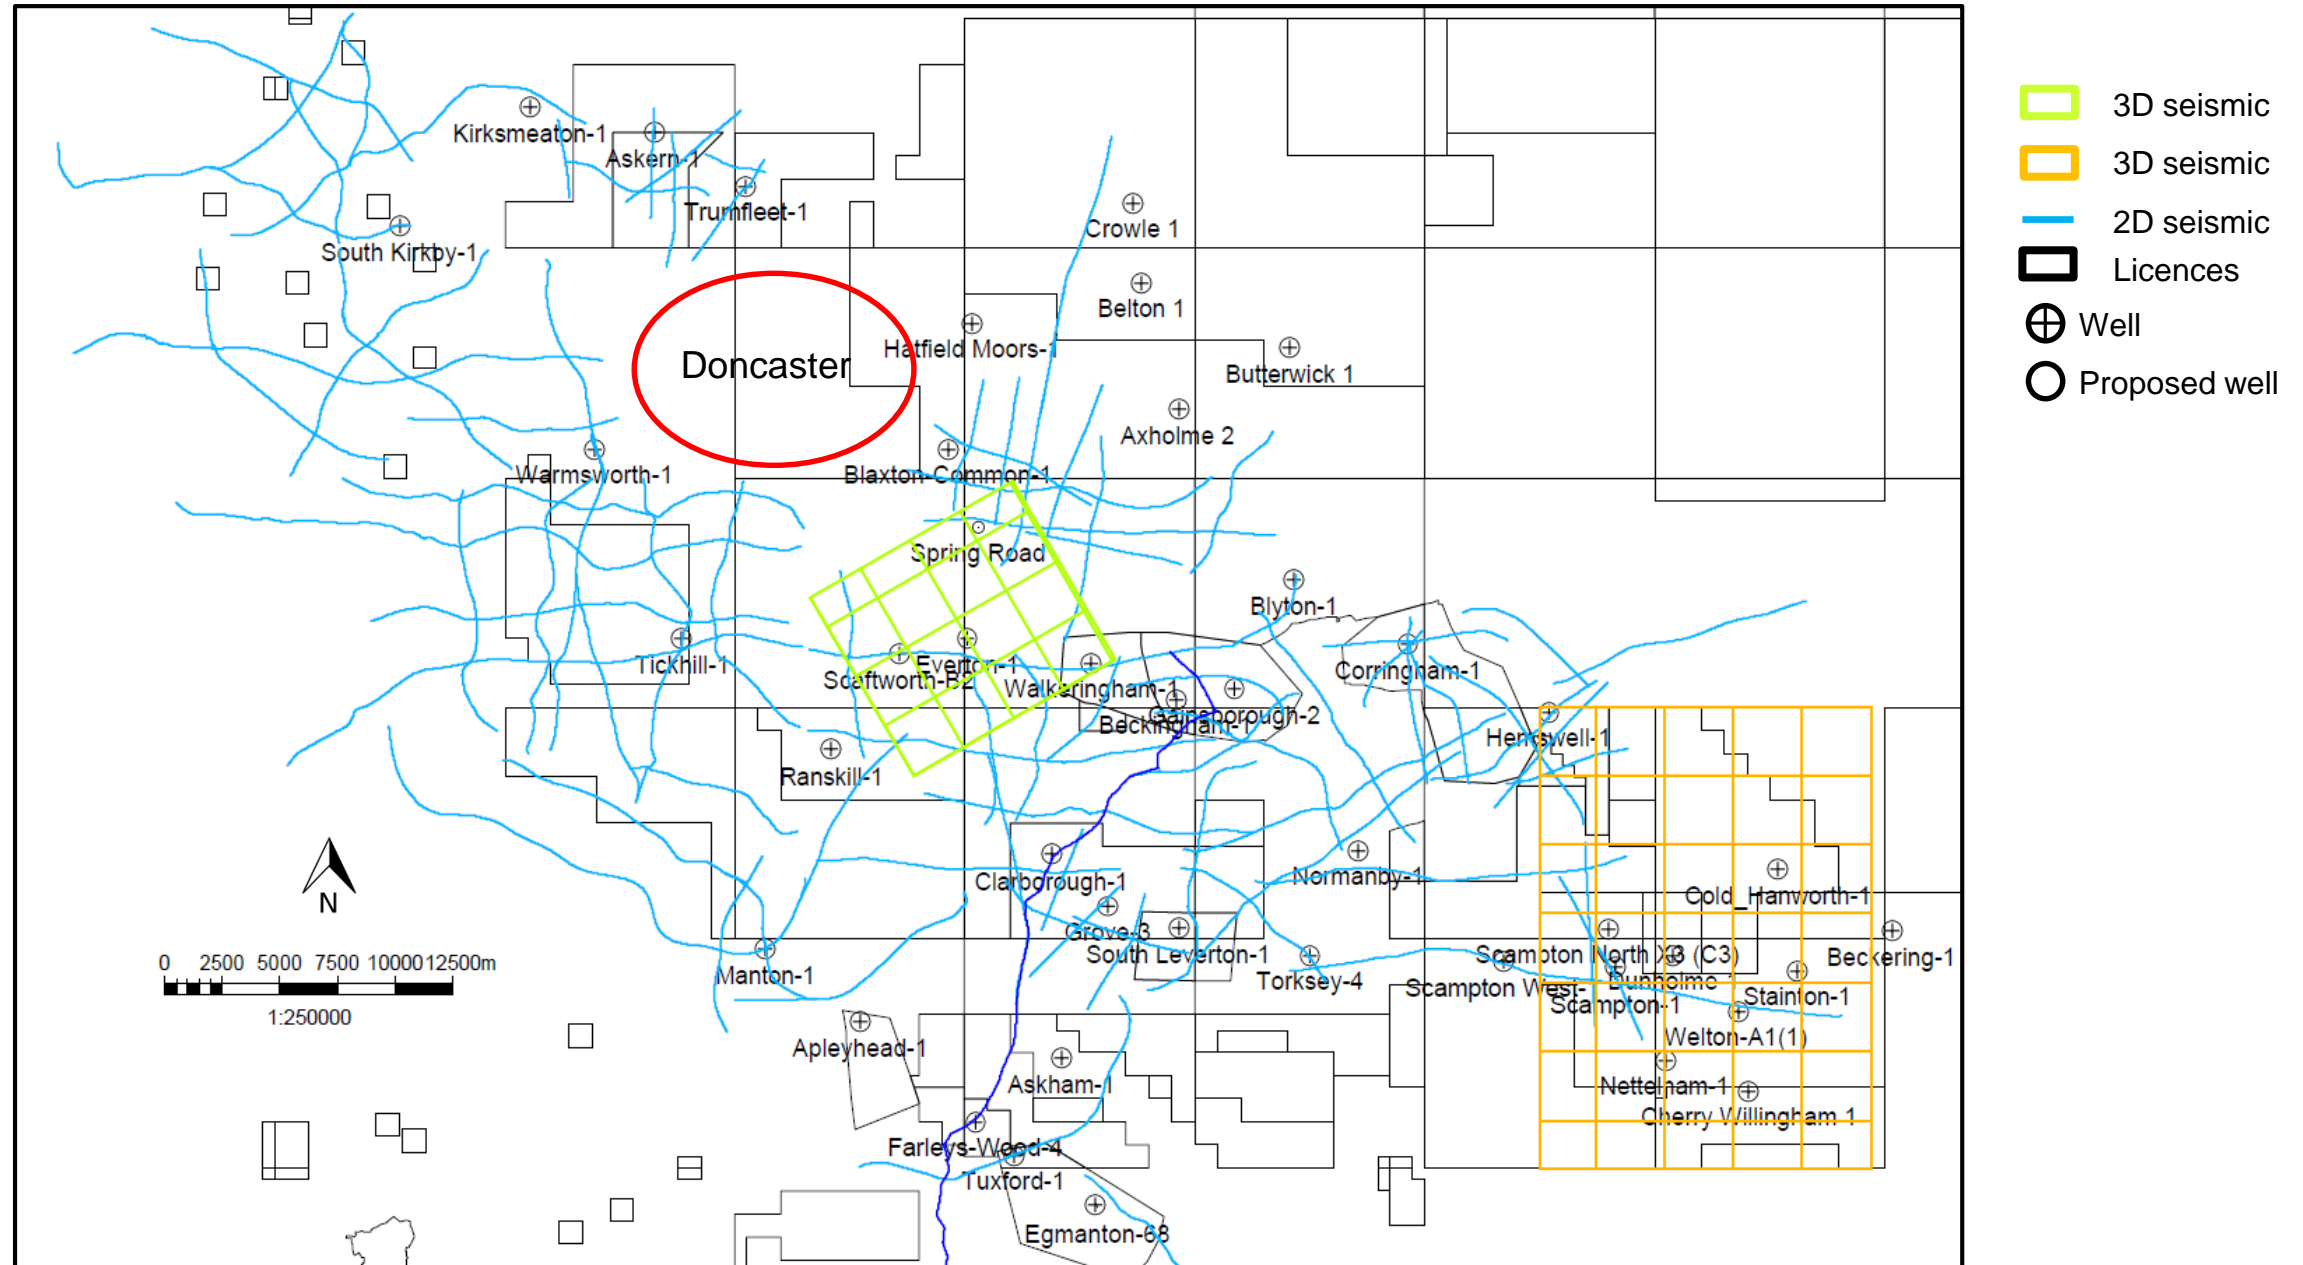 3D seismic
3D seismic
2D seismic
Licences
Well
Proposed well
Kirksmeaton-1
Askern-1
Trumfleet-1
South Kirkby-1
Crowle 1
Belton 1
Hatfield Moors-1
Doncaster
Butterwick 1
Axholme 2
Warmsworth-1
Blaxton Common-1
Spring Road
Blyton-1
Tickhill-1
Everton-1
Scaftworth-B2
Walkeringham-1
Corringham-1
Gainsborough-2
Beckingham-1
Hemswell-1
Ranskill-1
Clarborough-1
Normanby-1
Cold_Hanworth-1
Grove-3
South Leverton-1
Scampton North X3 (C3)
Beckering-1
Manton-1
Torksey-4
Dunholme 1
Scampton West-
Stainton-1
Scampton-1
N
0 2500 5000 7500 10000 12500m
1:250000
Welton-A1(1)
Apleyhead-1
Askham-1
Nettelham-1
Cherry Willingham 1
Farleys-Wood-4
Tuxford-1
Egmanton-68